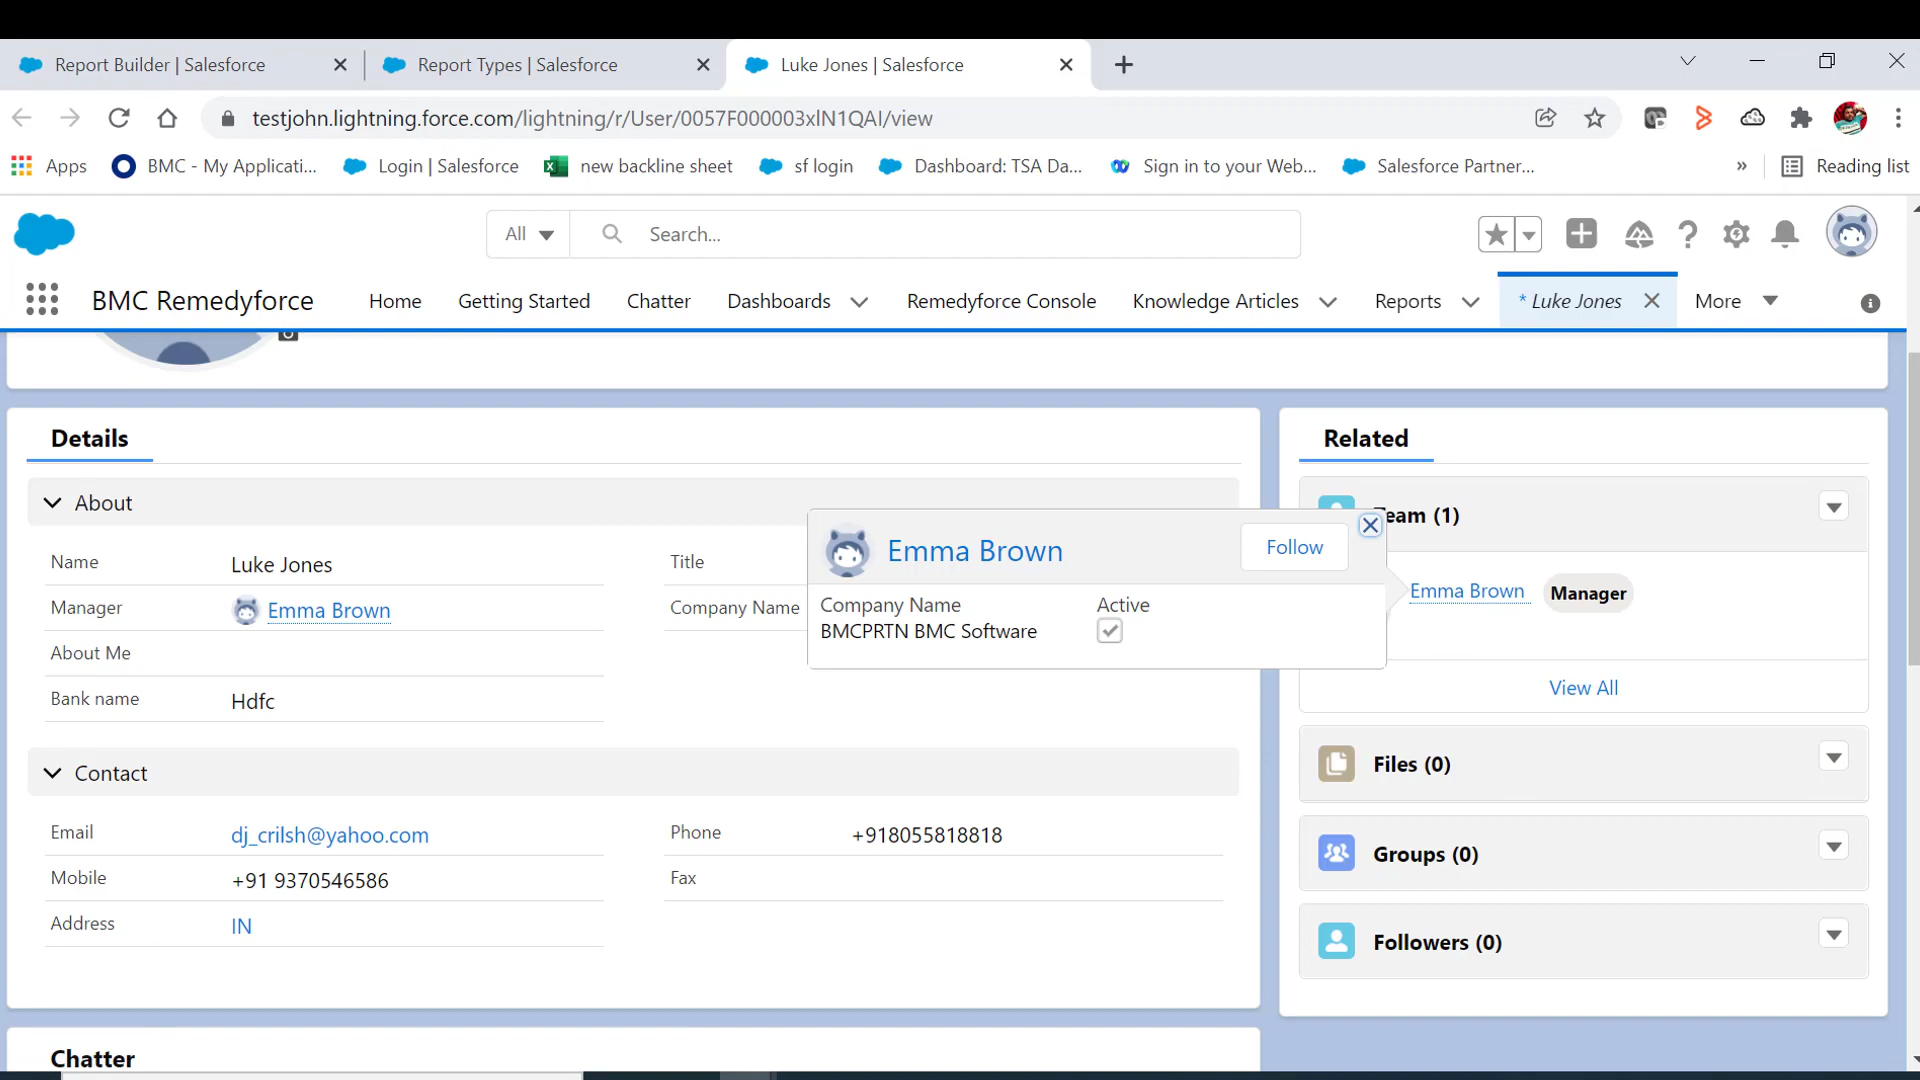 Report Builder | Salesforce
Report Types | Salesforce
Luke Jones | Salesforce
testjohn.lightning.force.com/lightning/r/User/0057F000003xlN1QAI/view
Apps
BMC - My Applicati...
Login | Salesforce
new backline sheet
sf login
Dashboard: TSA Da...
Sign in to your Web...
Salesforce Partner...
»
Reading list
All
Search...
BMC Remedyforce
Home
Getting Started
Chatter
Dashboards
Remedyforce Console
Knowledge Articles
Reports
* Luke Jones
More
Details
About
Name
Luke Jones
Title
Manager
Emma Brown
Company Name
About Me
Bank name
Hdfc
Emma Brown
Follow
Company Name
Active
BMCPRTN BMC Software
Contact
Email
dj_crilsh@yahoo.com
Phone
+918055818818
Mobile
+91 9370546586
Fax
Address
IN
Chatter
Related
Team (1)
Emma Brown
Manager
View All
Files (0)
Groups (0)
Followers (0)